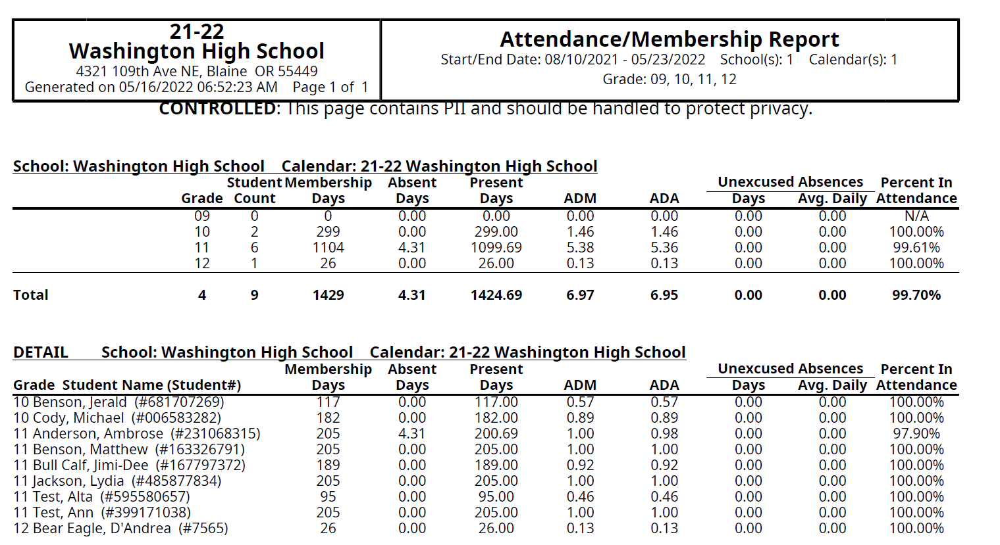 21-22
Washington High School
4321 109th Ave NE, Blaine  OR 55449
Generated on 05/16/2022 06:52:23 AM    Page 1 of  1
Attendance/Membership Report
Start/End Date: 08/10/2021 - 05/23/2022    School(s): 1    Calendar(s): 1
Grade: 09, 10, 11, 12
CONTROLLED: This page contains PII and should be handled to protect privacy.
School: Washington High School    Calendar: 21-22 Washington High School
Student Membership Absent Present Unexcused Absences Percent In
Grade Count Days Days Days ADM ADA Days Avg. Daily Attendance
09 0 0 0.00 0.00 0.00 0.00 0.00 0.00 N/A
10 2 299 0.00 299.00 1.46 1.46 0.00 0.00 100.00%
11 6 1104 4.31 1099.69 5.38 5.36 0.00 0.00 99.61%
12 1 26 0.00 26.00 0.13 0.13 0.00 0.00 100.00%
Total 4 9 1429 4.31 1424.69 6.97 6.95 0.00 0.00 99.70%
DETAIL School: Washington High School    Calendar: 21-22 Washington High School
Membership Absent Present Unexcused Absences Percent In
Grade Student Name (Student#) Days Days Days ADM ADA Days Avg. Daily Attendance
10 Benson, Jerald (#681707269) 117 0.00 117.00 0.57 0.57 0.00 0.00 100.00%
10 Cody, Michael (#006583282) 182 0.00 182.00 0.89 0.89 0.00 0.00 100.00%
11 Anderson, Ambrose (#231068315) 205 4.31 200.69 1.00 0.98 0.00 0.00 97.90%
11 Benson, Matthew (#163326791) 205 0.00 205.00 1.00 1.00 0.00 0.00 100.00%
11 Bull Calf, Jimi-Dee (#167797372) 189 0.00 189.00 0.92 0.92 0.00 0.00 100.00%
11 Jackson, Lydia (#485877834) 205 0.00 205.00 1.00 1.00 0.00 0.00 100.00%
11 Test, Alta (#595580657) 95 0.00 95.00 0.46 0.46 0.00 0.00 100.00%
11 Test, Ann (#399171038) 205 0.00 205.00 1.00 1.00 0.00 0.00 100.00%
12 Bear Eagle, D'Andrea (#7565) 26 0.00 26.00 0.13 0.13 0.00 0.00 100.00%